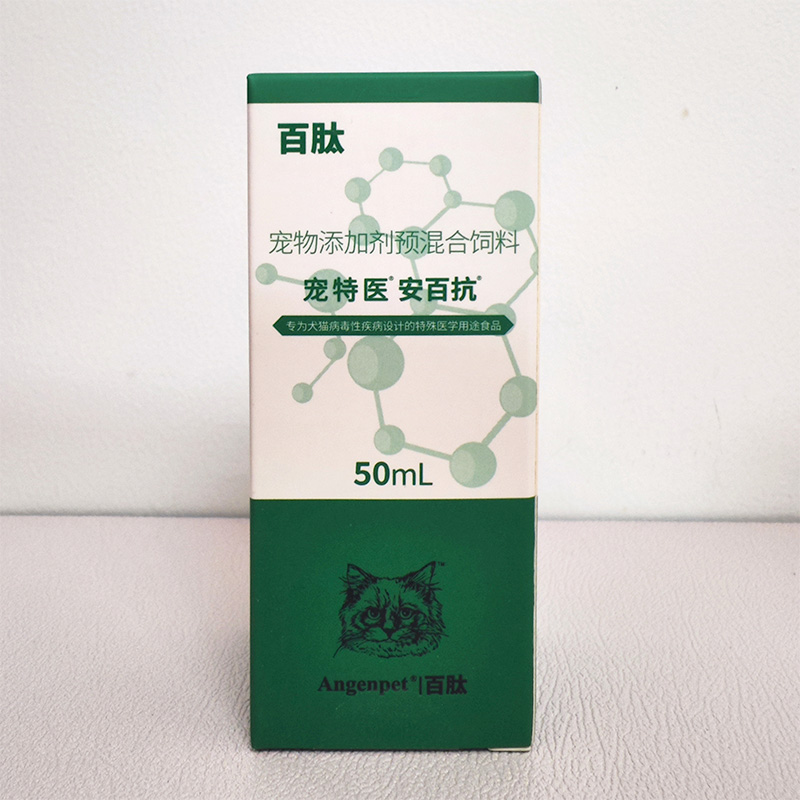 百肽
宠物添加剂预混合饲料
宠特医® 安百抗®
专为犬猫病毒性疾病设计的特殊医学用途食品
50mL
Angenpet®|百肽